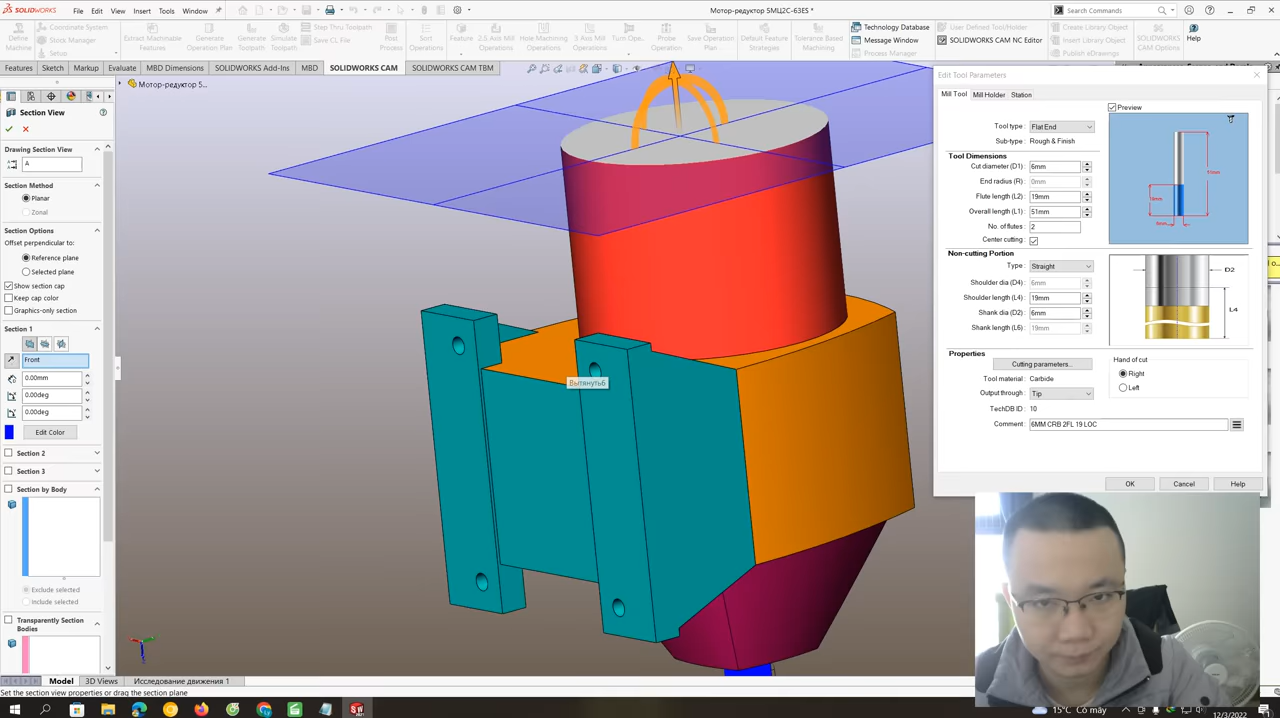 SOLIDWORKS
File
Edit
View
Insert
Tools
Window
Мотор-редуктор 5МЦ2С-63ES *
Search Commands
Define
Machine
Coordinate System
Stock Manager
Setup
Extract Machinable
Features
Generate
Operation Plan
Generate
Toolpath
Simulate
Toolpath
Step Thru Toolpath
Save CL File
Post
Process
Sort
Operations
Feature
2.5 Axis Mill
Operations
Hole Machining
Operations
3 Axis Mill
Operations
Probe
Operation
Save Operation
Plan
Default Feature
Strategies
Tolerance Based
Machining
Technology Database
Message Window
Process Manager
User Defined Tool/Holder
SOLIDWORKS CAM NC Editor
Create Library Object
Insert Library Object
Publish eDrawings
SOLIDWORKS
CAM Options
Help
Features
Sketch
Markup
Evaluate
MBD Dimensions
SOLIDWORKS Add-Ins
MBD
SOLIDWORKS CAM
SOLIDWORKS CAM TBM
Мотор-редуктор 5...
Section View
Drawing Section View
A
Section Method
Planar
Zonal
Section Options
Offset perpendicular to:
Reference plane
Selected plane
Show section cap
Keep cap color
Graphics-only section
Section 1
Front
0.00mm
0.00deg
0.00deg
Edit Color
Section 2
Section 3
Section by Body
Exclude selected
Include selected
Transparently Section
Bodies
Вытянуть6
Edit Tool Parameters
Mill Tool
Mill Holder
Station
Preview
Tool type :
Flat End
Sub-type :
Rough & Finish
Tool Dimensions
Cut diameter (D1) :
6mm
End radius (R) :
0mm
Flute length (L2) :
19mm
Overall length (L1) :
51mm
No. of flutes :
2
Center cutting :
Non-cutting Portion
Type :
Straight
Shoulder dia (D4) :
6mm
Shoulder length (L4) :
19mm
Shank dia (D2) :
6mm
Shank length (L6) :
19mm
D2
L4
Properties
Cutting parameters...
Tool material :
Carbide
Output through :
Tip
TechDB ID :
10
Comment :
6MM CRB 2FL 19 LOC
Hand of cut
Right
Left
OK
Cancel
Help
Model
3D Views
Исследование движения 1
Set the section view properties or drag the section plane
15°C
Có mây
12/3/2022